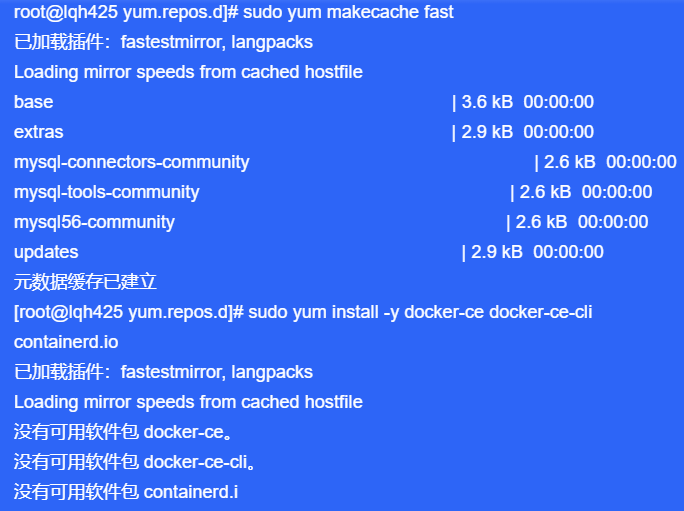 root@lqh425 yum.repos.d]# sudo yum makecache fast
已加载插件：fastestmirror, langpacks
Loading mirror speeds from cached hostfile
base | 3.6 kB 00:00:00
extras | 2.9 kB 00:00:00
mysql-connectors-community | 2.6 kB 00:00:00
mysql-tools-community | 2.6 kB 00:00:00
mysql56-community | 2.6 kB 00:00:00
updates | 2.9 kB 00:00:00
元数据缓存已建立
[root@lqh425 yum.repos.d]# sudo yum install -y docker-ce docker-ce-cli
containerd.io
已加载插件：fastestmirror, langpacks
Loading mirror speeds from cached hostfile
没有可用软件包 docker-ce。
没有可用软件包 docker-ce-cli。
没有可用软件包 containerd.i